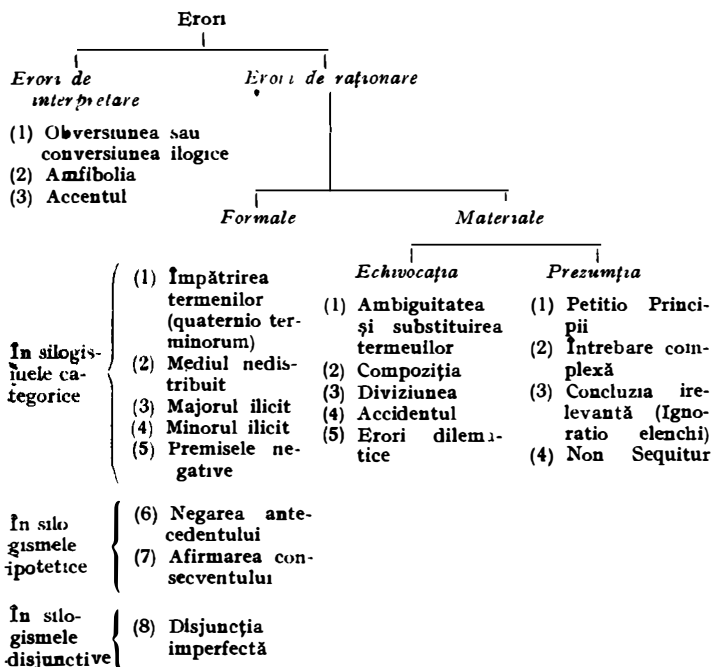 Erori
Erori de
interpretare
(1) Obversiunea sau
conversiunea ilogice
(2) Amfibolia
(3) Accentul
Erori de raționare
Formale
Materiale
În silogis-
mele ca-
tegorice
(1) Împătrirea
termenilor
(quaternio ter-
minorum)
(2) Mediul nedis-
tribuit
(3) Majorul ilicit
(4) Minorul ilicit
(5) Premisele ne-
gative
În silo
gismele
ipotetice
(6) Negarea ante-
cedentului
(7) Afirmarea con-
secventului
În silo-
gismele
disjunctive
(8) Disjuncția
imperfectă
Echivocația
(1) Ambiguitatea
și substituirea
termenilor
(2) Compoziția
(3) Diviziunea
(4) Accidentul
(5) Erori dilema-
tice
Prezumția
(1) Petitio Princi-
pii
(2) Întrebare com-
plexă
(3) Concluzia ire-
levantă (Igno-
ratio elenchi)
(4) Non Sequitur